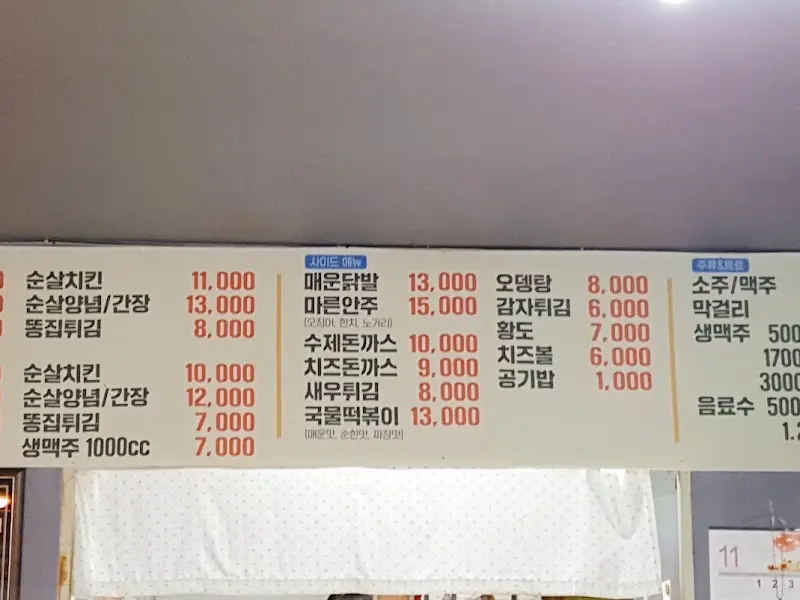 순살치킨 11,000
순살양념/간장 13,000
똥집튀김 8,000
순살치킨 10,000
순살양념/간장 12,000
똥집튀김 7,000
생맥주 1000cc 7,000
사이드 메뉴
매운닭발 13,000
마른안주 15,000
(오징어, 한치, 노가리)
수제돈까스 10,000
치즈돈까스 9,000
새우튀김 8,000
국물떡볶이 13,000
(매운맛, 순한맛, 짜장맛)
오뎅탕 8,000
감자튀김 6,000
황도 7,000
치즈볼 6,000
공기밥 1,000
주류&음료
소주/맥주
막걸리
생맥주 500
1700
3000
음료수 500
1.2
11
1 2 3